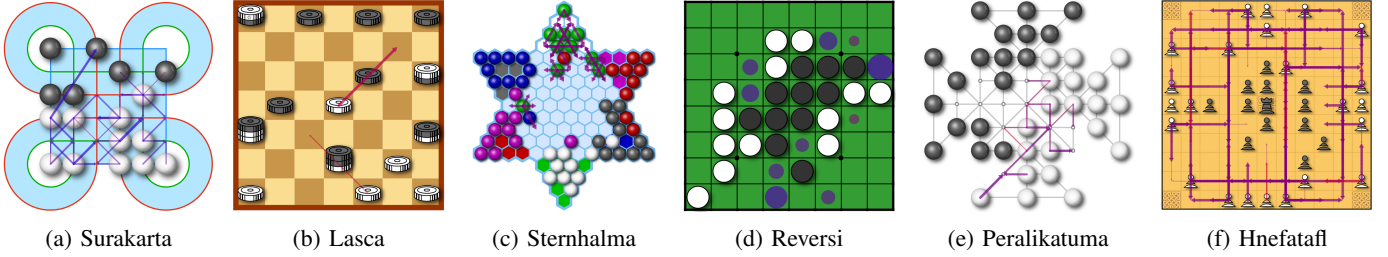 (a) Surakarta
(b) Lasca
(c) Sternhalma
(d) Reversi
(e) Peralikatuma
(f) Hnefatafl